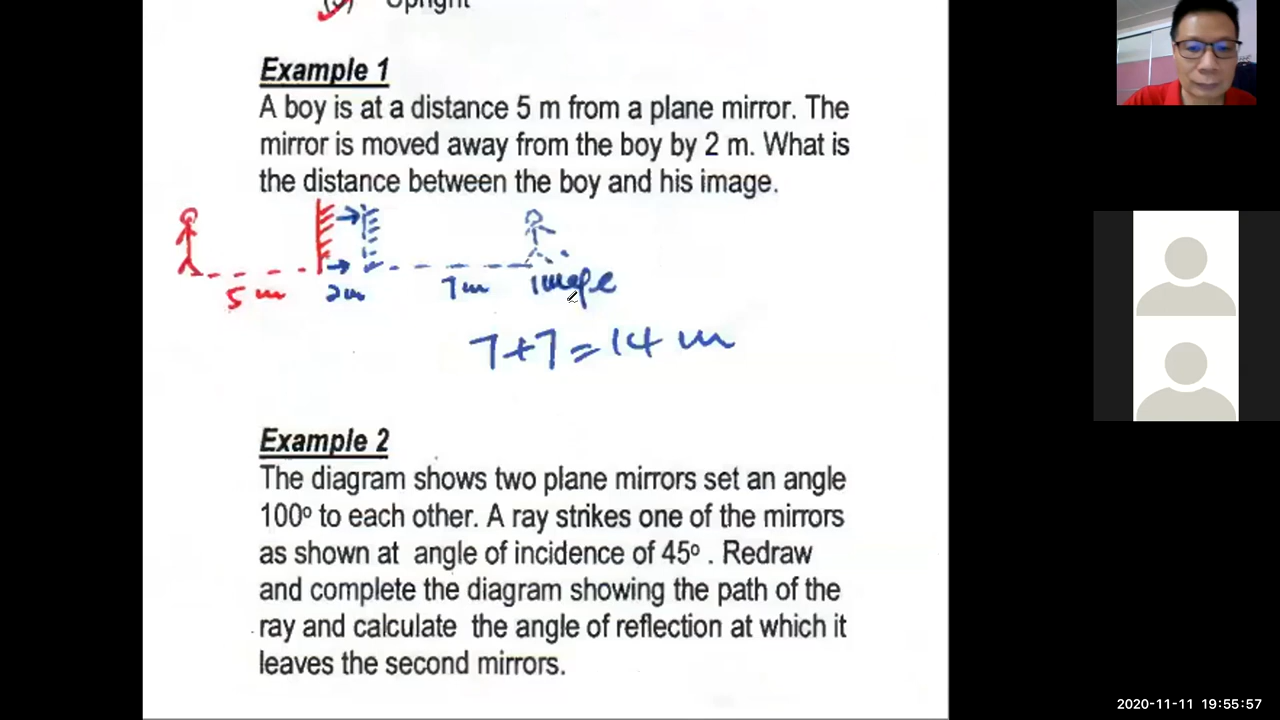 Upright
Example 1
A boy is at a distance 5 m from a plane mirror. The
mirror is moved away from the boy by 2 m. What is
the distance between the boy and his image.
5 m 2m 7m image
7+7=14 m
Example 2
The diagram shows two plane mirrors set an angle
100º to each other. A ray strikes one of the mirrors
as shown at angle of incidence of 45º . Redraw
and complete the diagram showing the path of the
ray and calculate the angle of reflection at which it
leaves the second mirrors.
2020-11-11 19:55:57